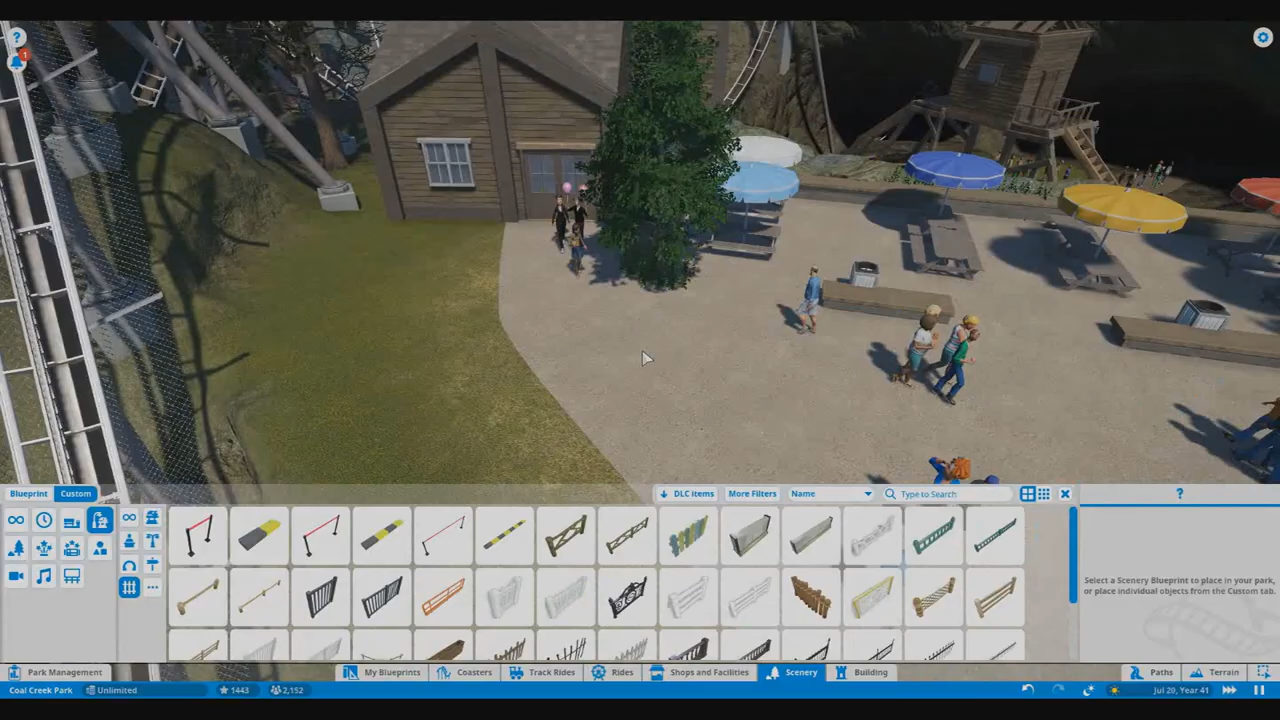 ?
1
Blueprint
Custom
DLC items
More Filters
Name
Type to Search
?
Select a Scenery Blueprint to place in your park,
or place individual objects from the Custom tab.
Park Management
My Blueprints
Coasters
Track Rides
Rides
Shops and Facilities
Scenery
Building
Paths
Terrain
Coal Creek Park
Unlimited
1443
2,152
Jul 20, Year 41